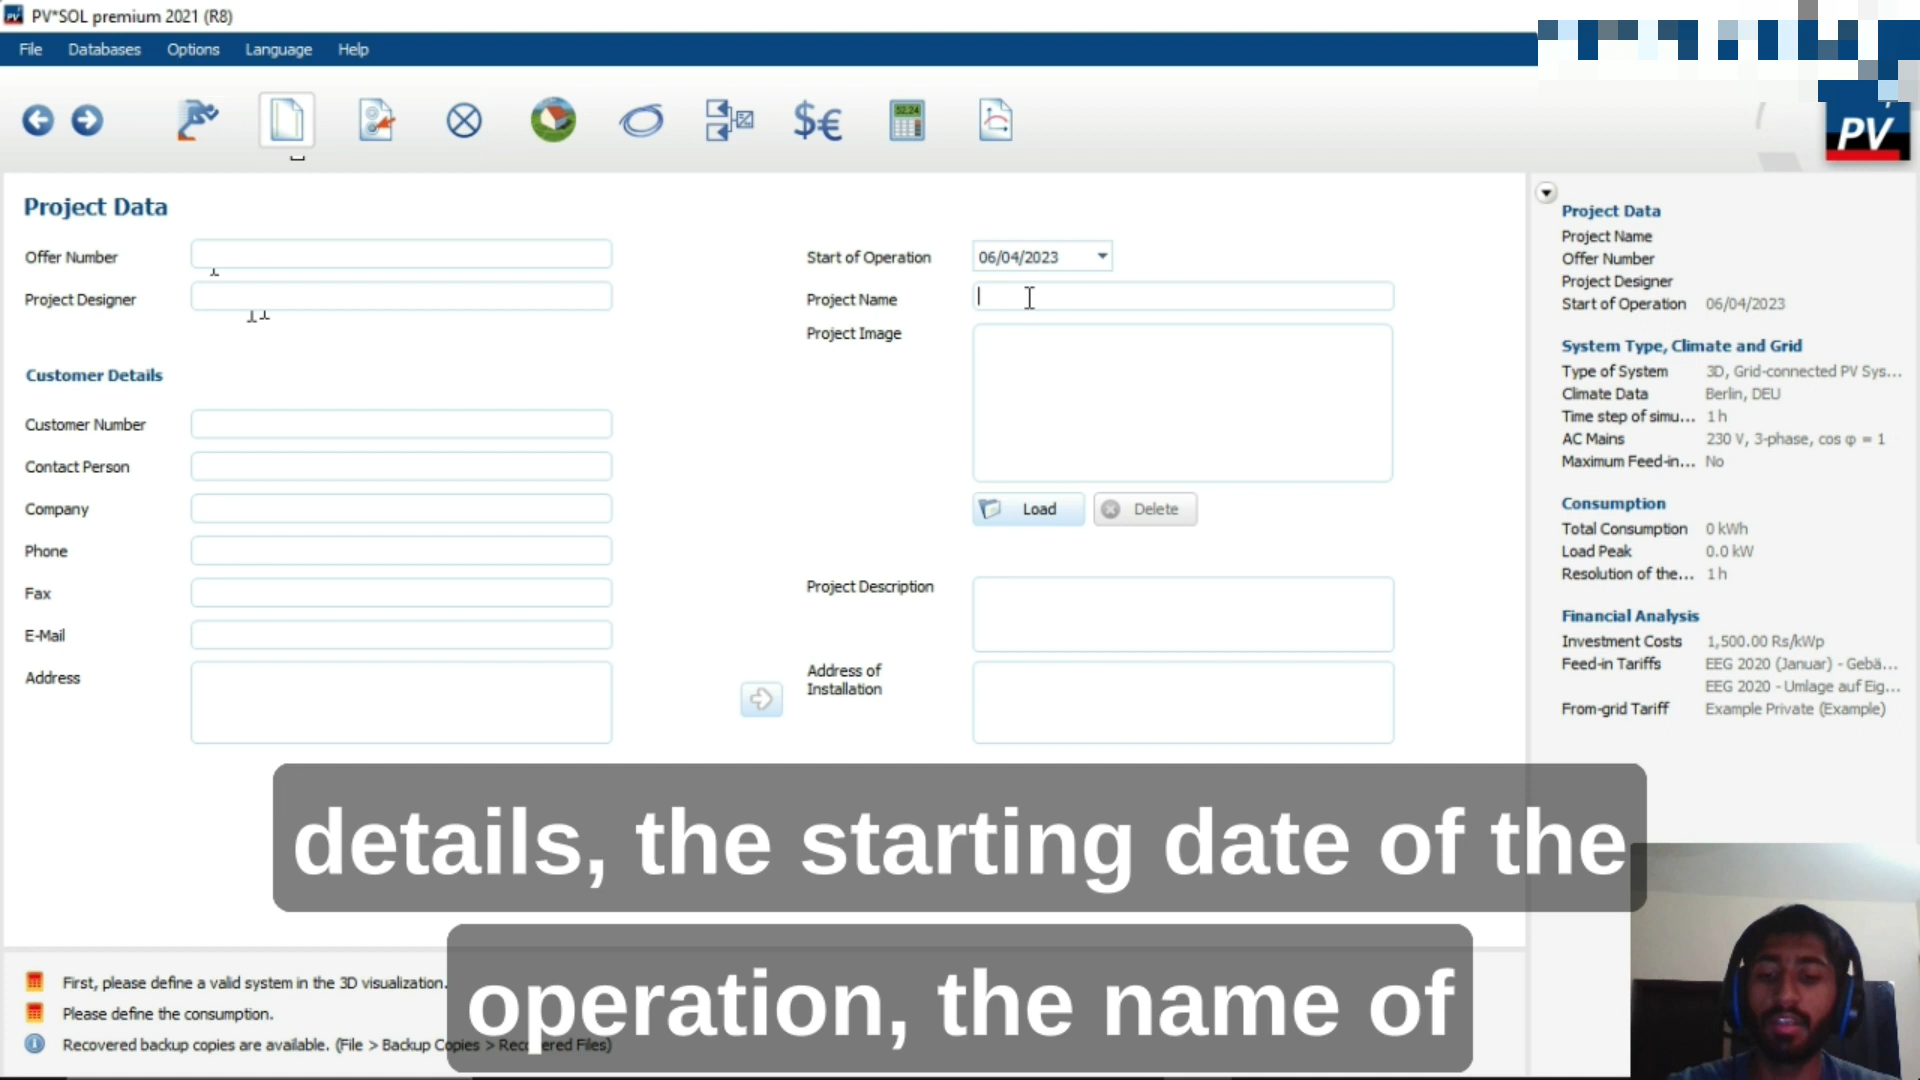 PV*SOL premium 2021 (R8)
File Databases Options Language Help
52.24
$€
PV
Project Data
Offer Number
Project Designer
Start of Operation 06/04/2023
Project Name
Project Image
Customer Details
Customer Number
Contact Person
Company
Phone
Fax
E-Mail
Address
Load Delete
Project Description
Address of
Installation
Project Data
Project Name
Offer Number
Project Designer
Start of Operation 06/04/2023
System Type, Climate and Grid
Type of System 3D, Grid-connected PV Sys...
Climate Data Berlin, DEU
Time step of simu... 1 h
AC Mains 230 V, 3-phase, cos φ = 1
Maximum Feed-in... No
Consumption
Total Consumption 0 kWh
Load Peak 0.0 kW
Resolution of the... 1 h
Financial Analysis
Investment Costs 1,500.00 Rs/kWp
Feed-in Tariffs EEG 2020 (Januar) - Gebä...
EEG 2020 - Umlage auf Eig...
From-grid Tariff Example Private (Example)
details, the starting date of the
operation, the name of
First, please define a valid system in the 3D visualization.
Please define the consumption.
Recovered backup copies are available. (File > Backup Copies > Recovered Files)